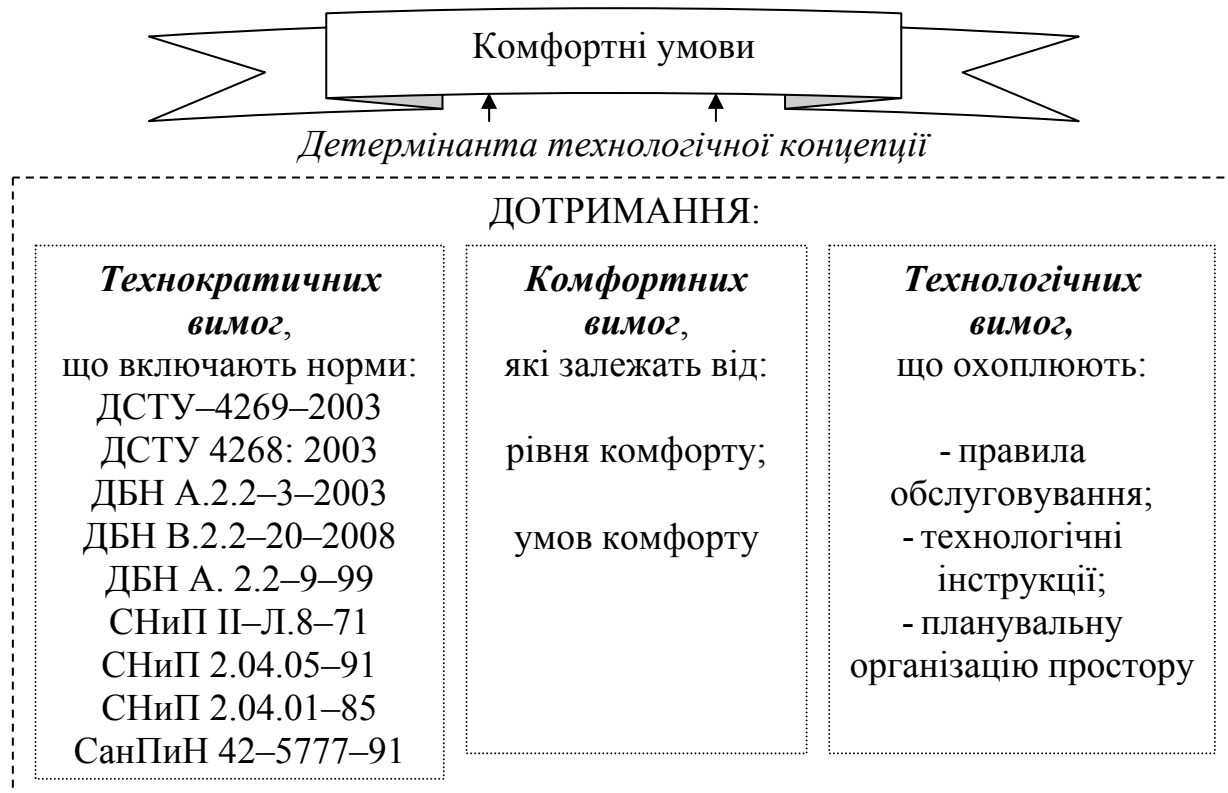 Комфортні умови
Детермінанта технологічної концепції
ДОТРИМАННЯ:
Технократичних
вимог,
що включають норми:
ДСТУ–4269–2003
ДСТУ 4268: 2003
ДБН А.2.2–3–2003
ДБН В.2.2–20–2008
ДБН А. 2.2–9–99
СНиП ІІ–Л.8–71
СНиП 2.04.05–91
СНиП 2.04.01–85
СанПиН 42–5777–91
Комфортних
вимог,
які залежать від:
рівня комфорту;
умов комфорту
Технологічних
вимог,
що охоплюють:
- правила
обслуговування;
- технологічні
інструкції;
- планувальну
організацію простору